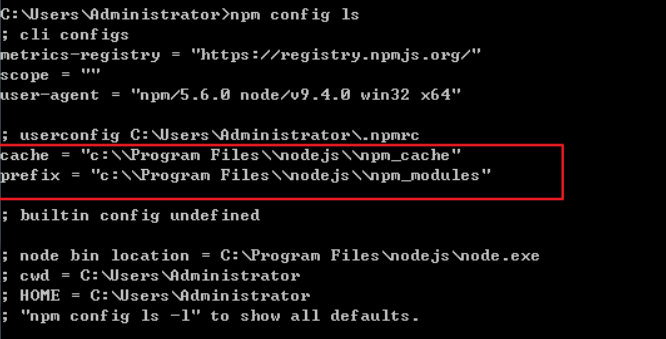 C:\Users\Administrator>npm config ls
; cli configs
metrics-registry = "https://registry.npmjs.org/"
scope = ""
user-agent = "npm/5.6.0 node/v9.4.0 win32 x64"
; userconfig C:\Users\Administrator\.npmrc
cache = "c:\\Program Files\\nodejs\\npm_cache"
prefix = "c:\\Program Files\\nodejs\\npm_modules"
; builtin config undefined
; node bin location = C:\Program Files\nodejs\node.exe
; cwd = C:\Users\Administrator
; HOME = C:\Users\Administrator
; "npm config ls -l" to show all defaults.